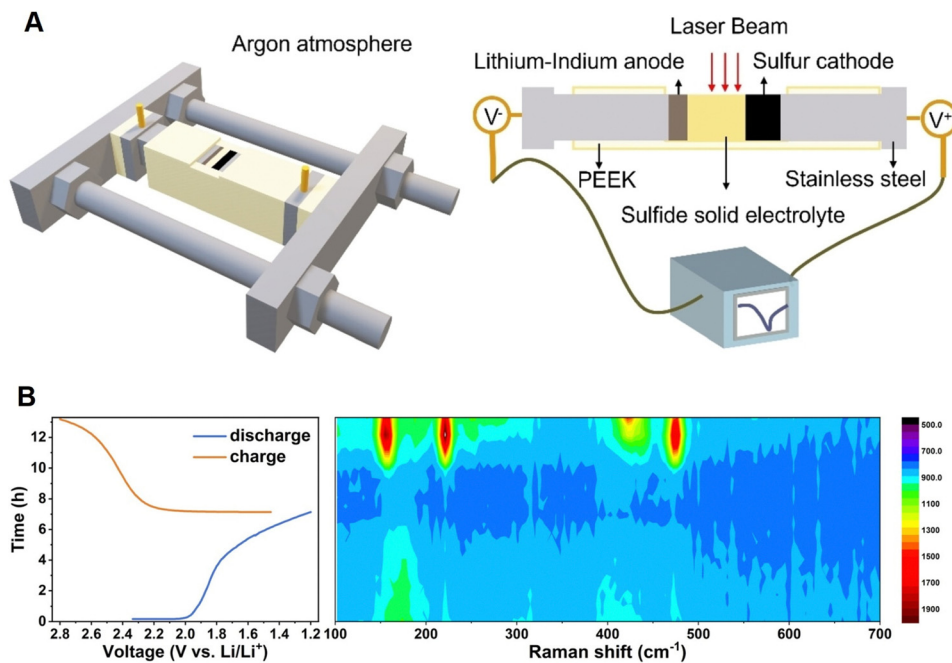 A
Argon atmosphere
Laser Beam
Lithium-Indium anode
Sulfur cathode
V-
V+
PEEK
Stainless steel
Sulfide solid electrolyte
B
discharge
charge
Time (h)
12
10
8
6
4
2
0
2.8 2.6 2.4 2.2 2.0 1.8 1.6 1.4 1.2
Voltage (V vs. Li/Li⁺)
100 200 300 400 500 600 700
Raman shift (cm⁻¹)
450.0
500.0
700.0
900.0
1100
1300
1500
1700
1900